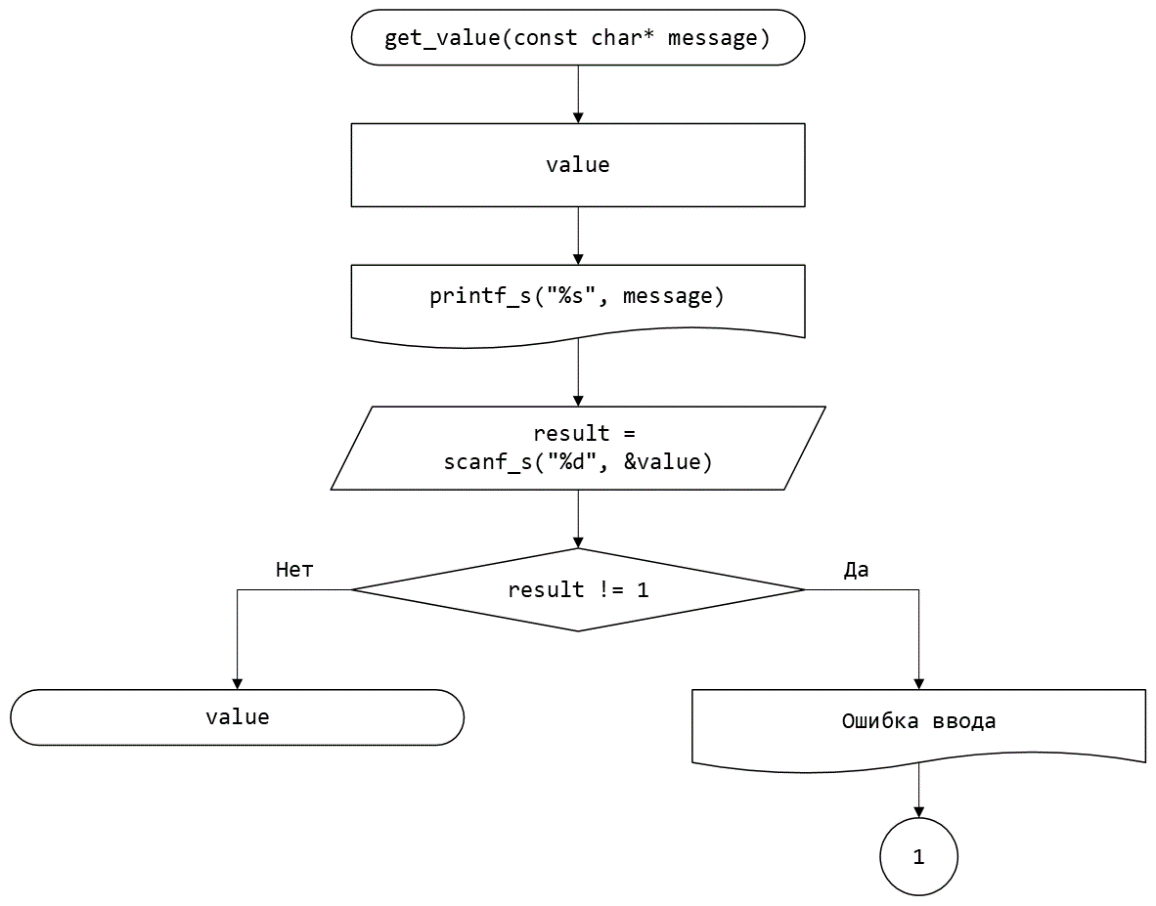 get_value(const char* message)
value
printf_s("%s", message)
result =
scanf_s("%d", &value)
Нет
result != 1
Да
value
Ошибка ввода
1